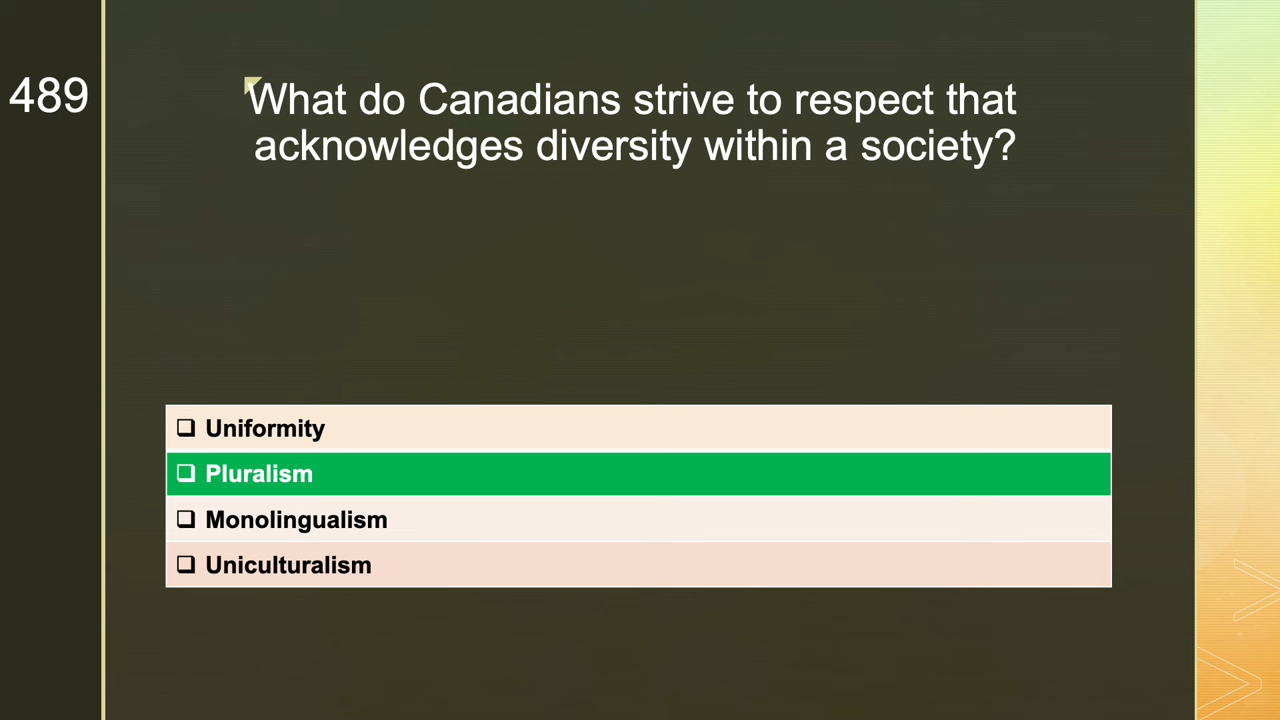 489
What do Canadians strive to respect that
acknowledges diversity within a society?
❑ Uniformity
❑ Pluralism
❑ Monolingualism
❑ Uniculturalism